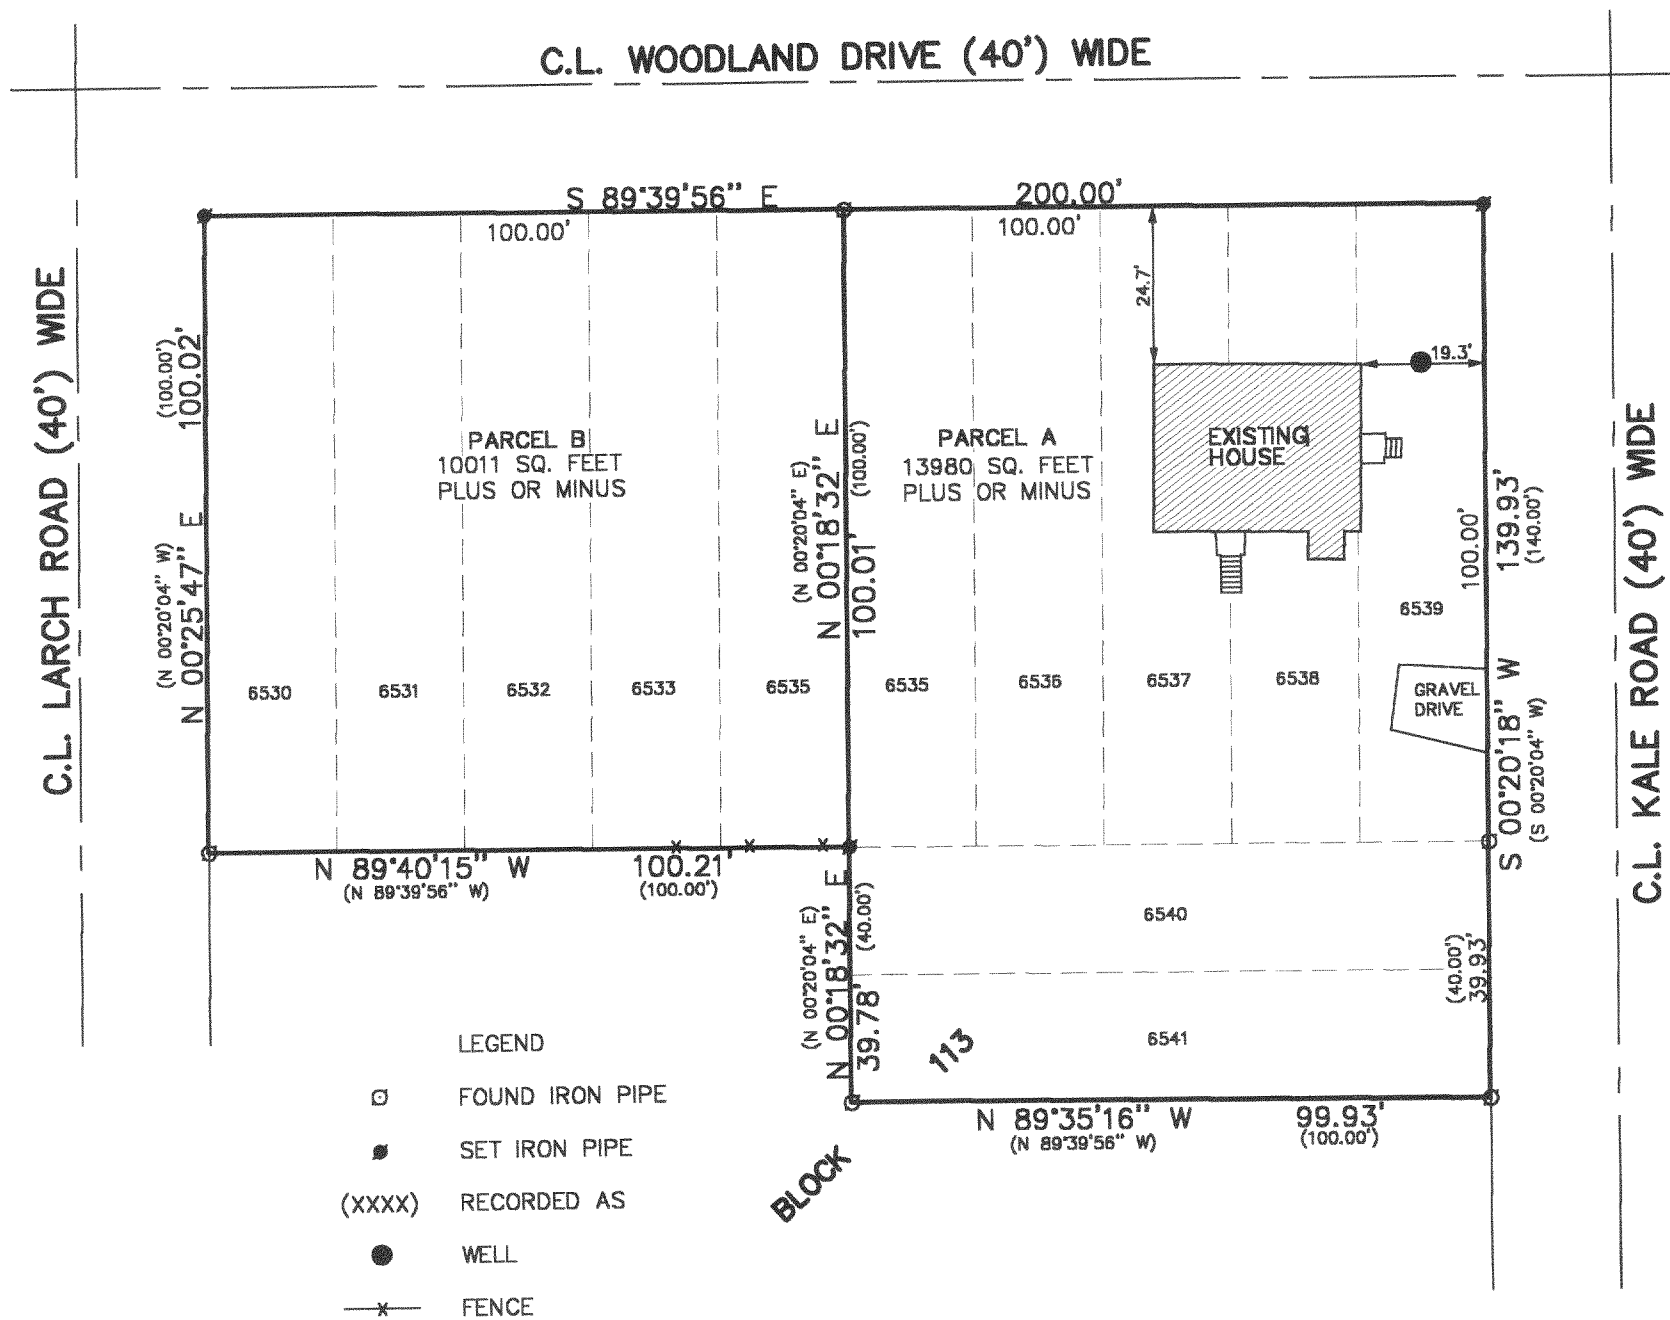 C.L. WOODLAND DRIVE (40') WIDE
S 89°39'56" E
200.00'
100.00'
100.00'
24.7'
19.3'
C.L. LARCH ROAD (40') WIDE
(100.00')
100.02'
(N 00°20'04" W)
N 00°25'47" E
PARCEL B
10011 SQ. FEET
PLUS OR MINUS
(N 00°20'04" E)
N 00°18'32" E
(100.00')
100.01'
PARCEL A
13980 SQ. FEET
PLUS OR MINUS
EXISTING
HOUSE
100.00'
139.93'
(140.00')
C.L. KALE ROAD (40') WIDE
6539
6530
6531
6532
6533
6535
6535
6536
6537
6538
GRAVEL
DRIVE
S 00°20'18" W
(S 00°20'04" W)
N 89°40'15" W
100.21'
(N 89°39'56" W)
(100.00')
(N 00°20'04" E)
N 00°18'32" E
(40.00')
39.78'
6540
(40.00')
39.93'
6541
113
BLOCK
N 89°35'16" W
99.93'
(N 89°39'56" W)
(100.00')
LEGEND
FOUND IRON PIPE
SET IRON PIPE
(XXXX) RECORDED AS
WELL
FENCE